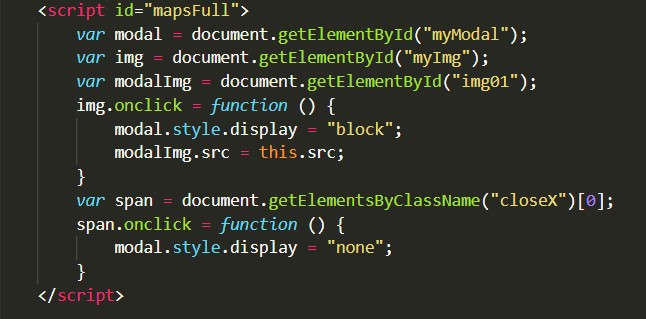 <script id="mapsFull">
var modal = document.getElementById("myModal");
var img = document.getElementById("myImg");
var modalImg = document.getElementById("img01");
img.onclick = function () {
modal.style.display = "block";
modalImg.src = this.src;
}
var span = document.getElementsByClassName("closeX")[0];
span.onclick = function () {
modal.style.display = "none";
}
</script>